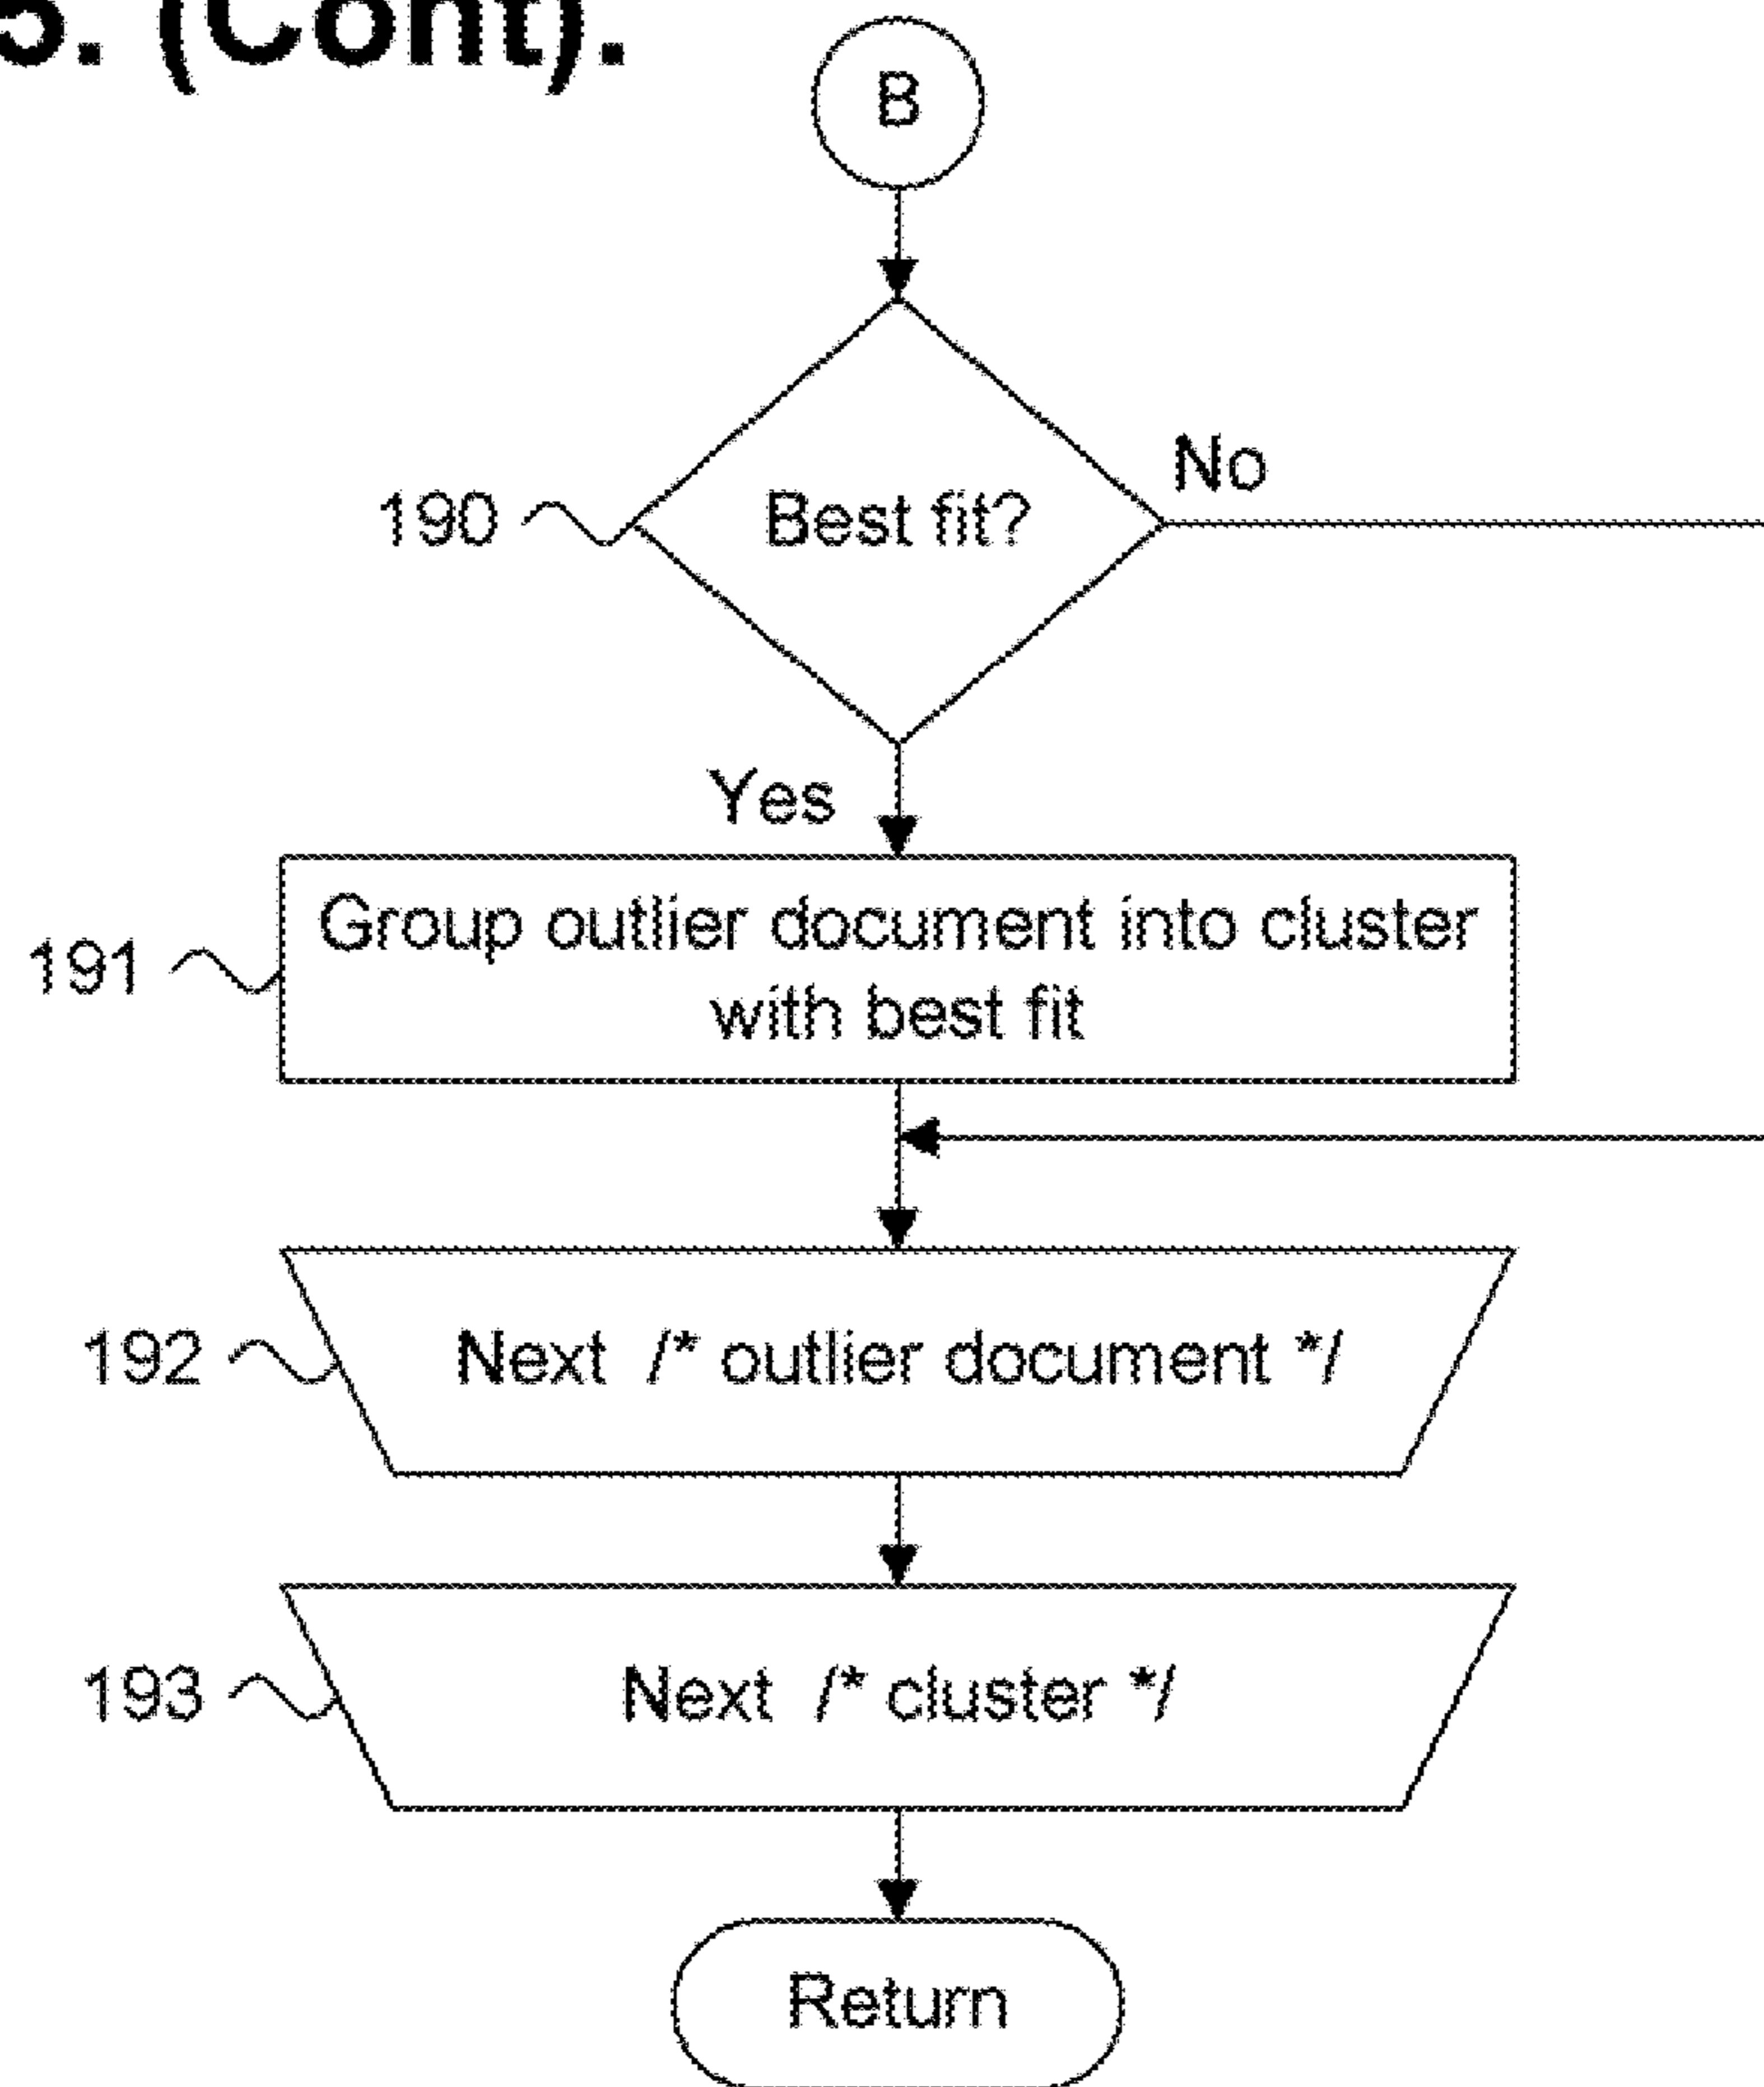 5. (Cont).
B
190
Best fit?
No
Yes
191
Group outlier document into cluster
with best fit
192
Next /* outlier document */
193
Next /* cluster */
Return